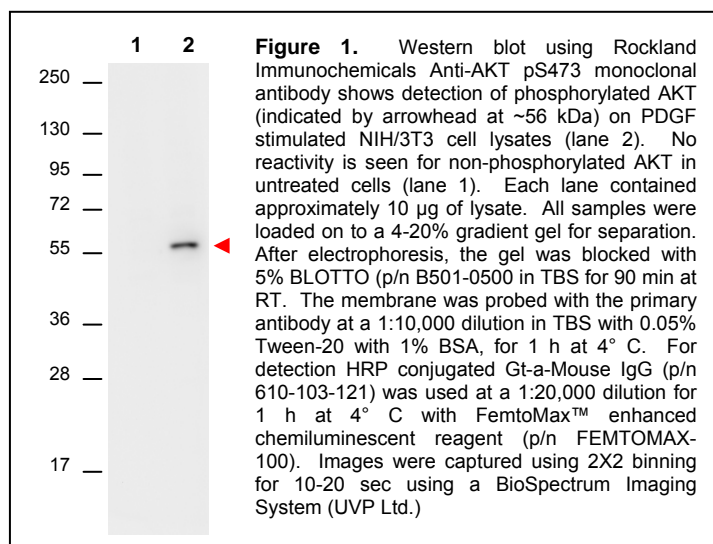 1 2
250
130
95
72
55
36
28
17
Figure 1. Western blot using Rockland
Immunochemicals Anti-AKT pS473 monoclonal
antibody shows detection of phosphorylated AKT
(indicated by arrowhead at ~56 kDa) on PDGF
stimulated NIH/3T3 cell lysates (lane 2). No
reactivity is seen for non-phosphorylated AKT in
untreated cells (lane 1). Each lane contained
approximately 10 µg of lysate. All samples were
loaded on to a 4-20% gradient gel for separation.
After electrophoresis, the gel was blocked with
5% BLOTTO (p/n B501-0500 in TBS for 90 min at
RT. The membrane was probed with the primary
antibody at a 1:10,000 dilution in TBS with 0.05%
Tween-20 with 1% BSA, for 1 h at 4° C. For
detection HRP conjugated Gt-a-Mouse IgG (p/n
610-103-121) was used at a 1:20,000 dilution for
1 h at 4° C with FemtoMax™ enhanced
chemiluminescent reagent (p/n FEMTOMAX-
100). Images were captured using 2X2 binning
for 10-20 sec using a BioSpectrum Imaging
System (UVP Ltd.)